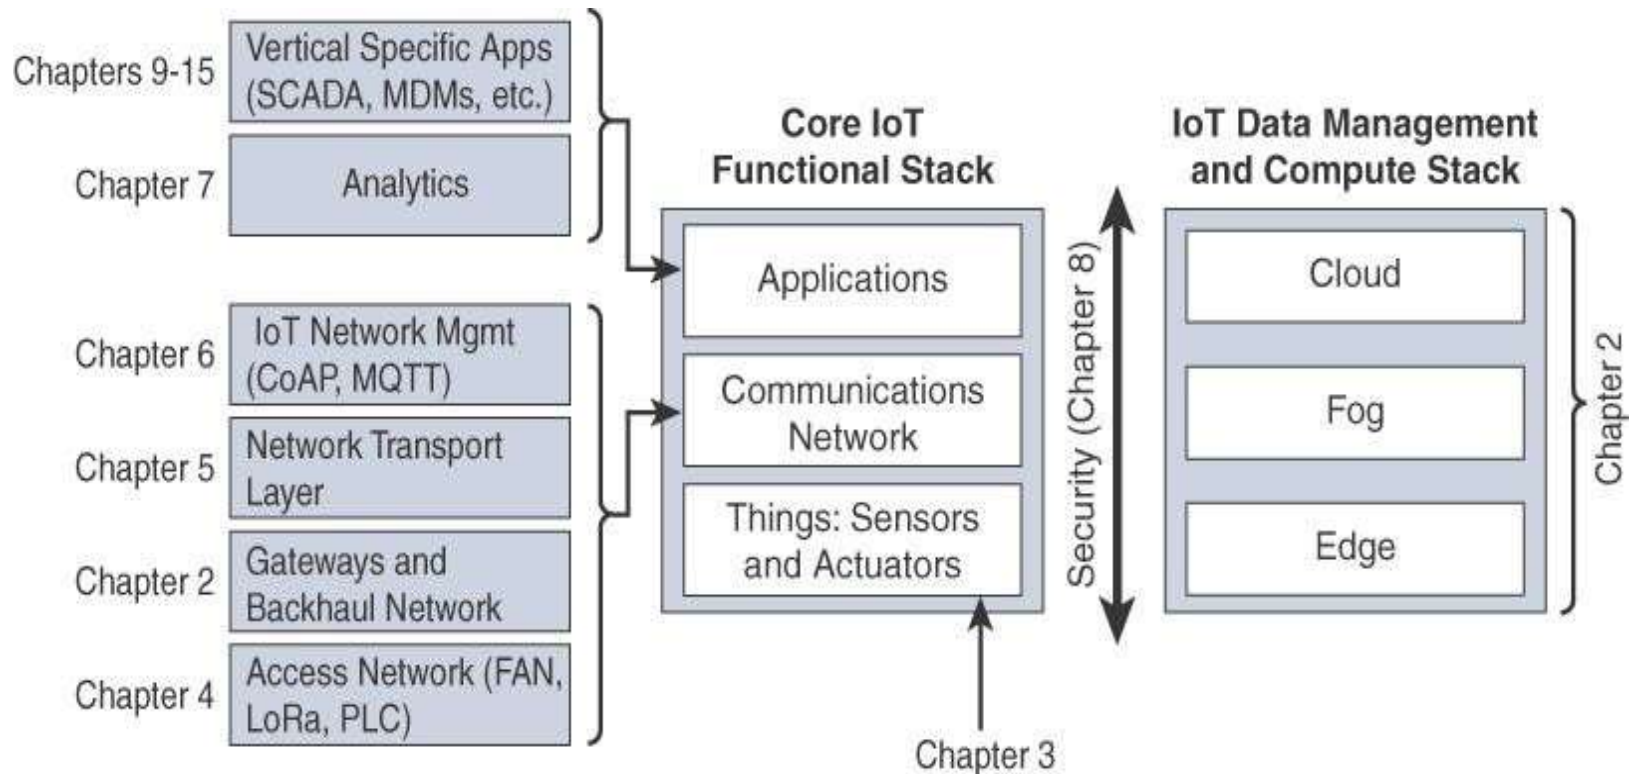 Chapters 9-15
Vertical Specific Apps
(SCADA, MDMs, etc.)
Chapter 7
Analytics
Chapter 6
IoT Network Mgmt
(CoAP, MQTT)
Chapter 5
Network Transport
Layer
Chapter 2
Gateways and
Backhaul Network
Chapter 4
Access Network (FAN,
LoRa, PLC)
Core IoT
Functional Stack
Applications
Communications
Network
Things: Sensors
and Actuators
Chapter 3
Security (Chapter 8)
IoT Data Management
and Compute Stack
Cloud
Fog
Edge
Chapter 2